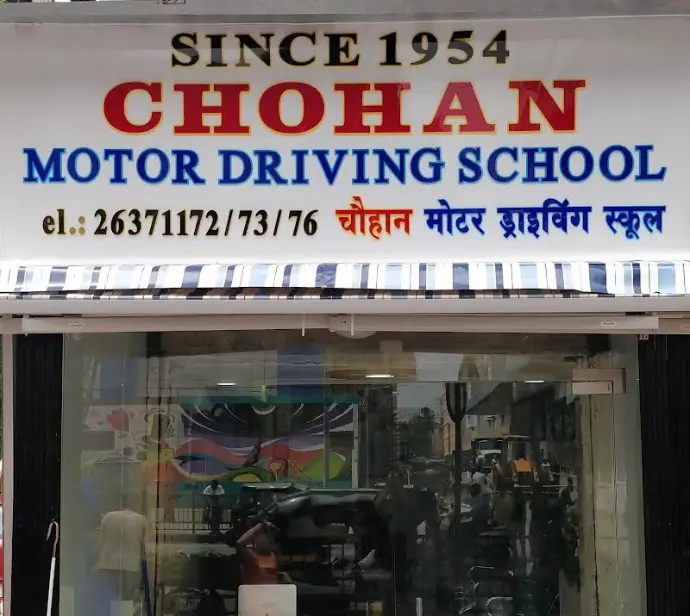 SINCE 1954
CHOHAN
MOTOR DRIVING SCHOOL
el.: 26371172/73/76 चौहान मोटर ड्राइविंग स्कूल